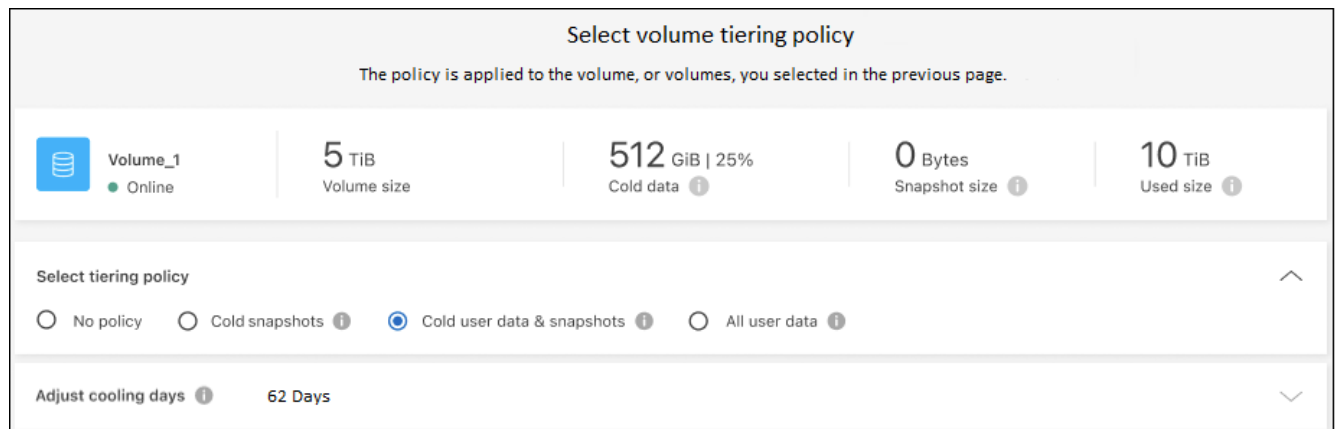 Select volume tiering policy
The policy is applied to the volume, or volumes, you selected in the previous page.
Volume_1
Online
5 TiB
Volume size
512 GiB | 25%
Cold data
0 Bytes
Snapshot size
10 TiB
Used size
Select tiering policy
No policy Cold snapshots Cold user data & snapshots All user data
Adjust cooling days 62 Days